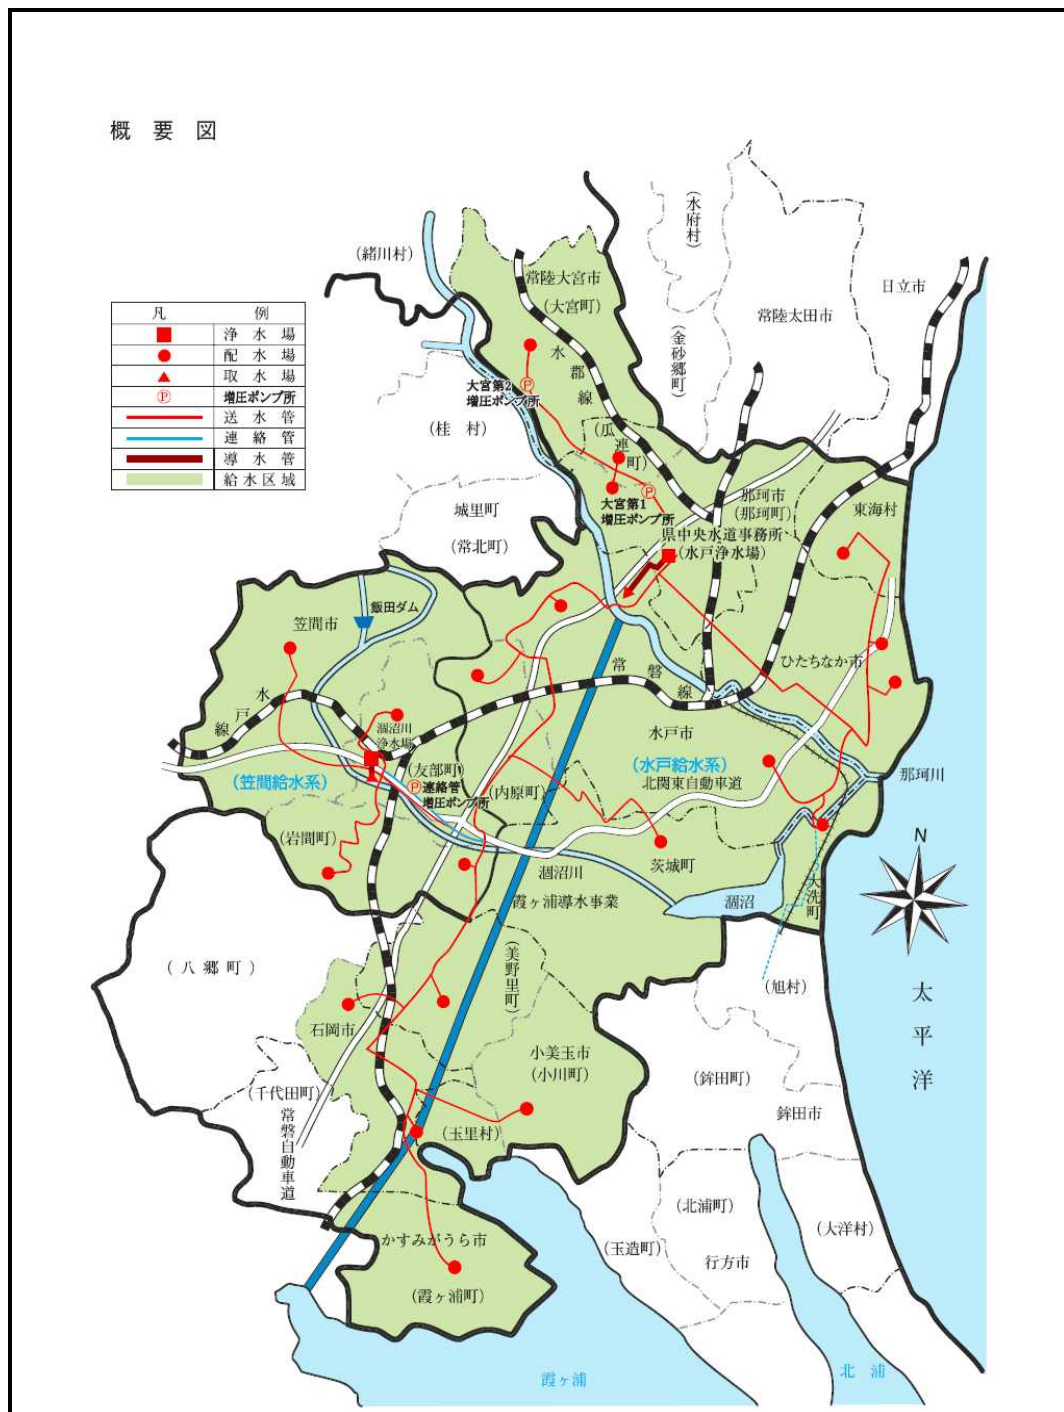 概要図
(水府村)
(緒川村)
常陸大宮市
(大宮町)
日立市
常陸太田市
(金砂郷町)
凡例
浄水場
配水場
取水場
Ⓟ 増圧ポンプ所
送水管
連絡管
導水管
給水区域
水郡線
大宮第2
増圧ポンプ所
Ⓟ
(桂村)
(瓜連町)
Ⓟ
大宮第1
増圧ポンプ所
那珂市
(那珂町)
東海村
城里町
(常北町)
県中央水道事務所
(水戸浄水場)
飯田ダム
笠間市
ひたちなか市
常磐線
水戸線
涸沼川
浄水場
水戸市
(友部町)
(笠間給水系)
Ⓟ連絡管
増圧ポンプ所
(内原町)
(水戸給水系)
北関東自動車道
那珂川
(岩間町)
茨城町
涸沼川
霞ヶ浦導水事業
涸沼
大洗町
N
(八郷町)
(美野里町)
(旭村)
太平洋
石岡市
小美玉市
(小川町)
(鉾田町)
鉾田市
(千代田町)
常磐自動車道
(玉里村)
(北浦町)
(大洋村)
(玉造町)
行方市
かすみがうら市
(霞ヶ浦町)
霞ヶ浦
北浦